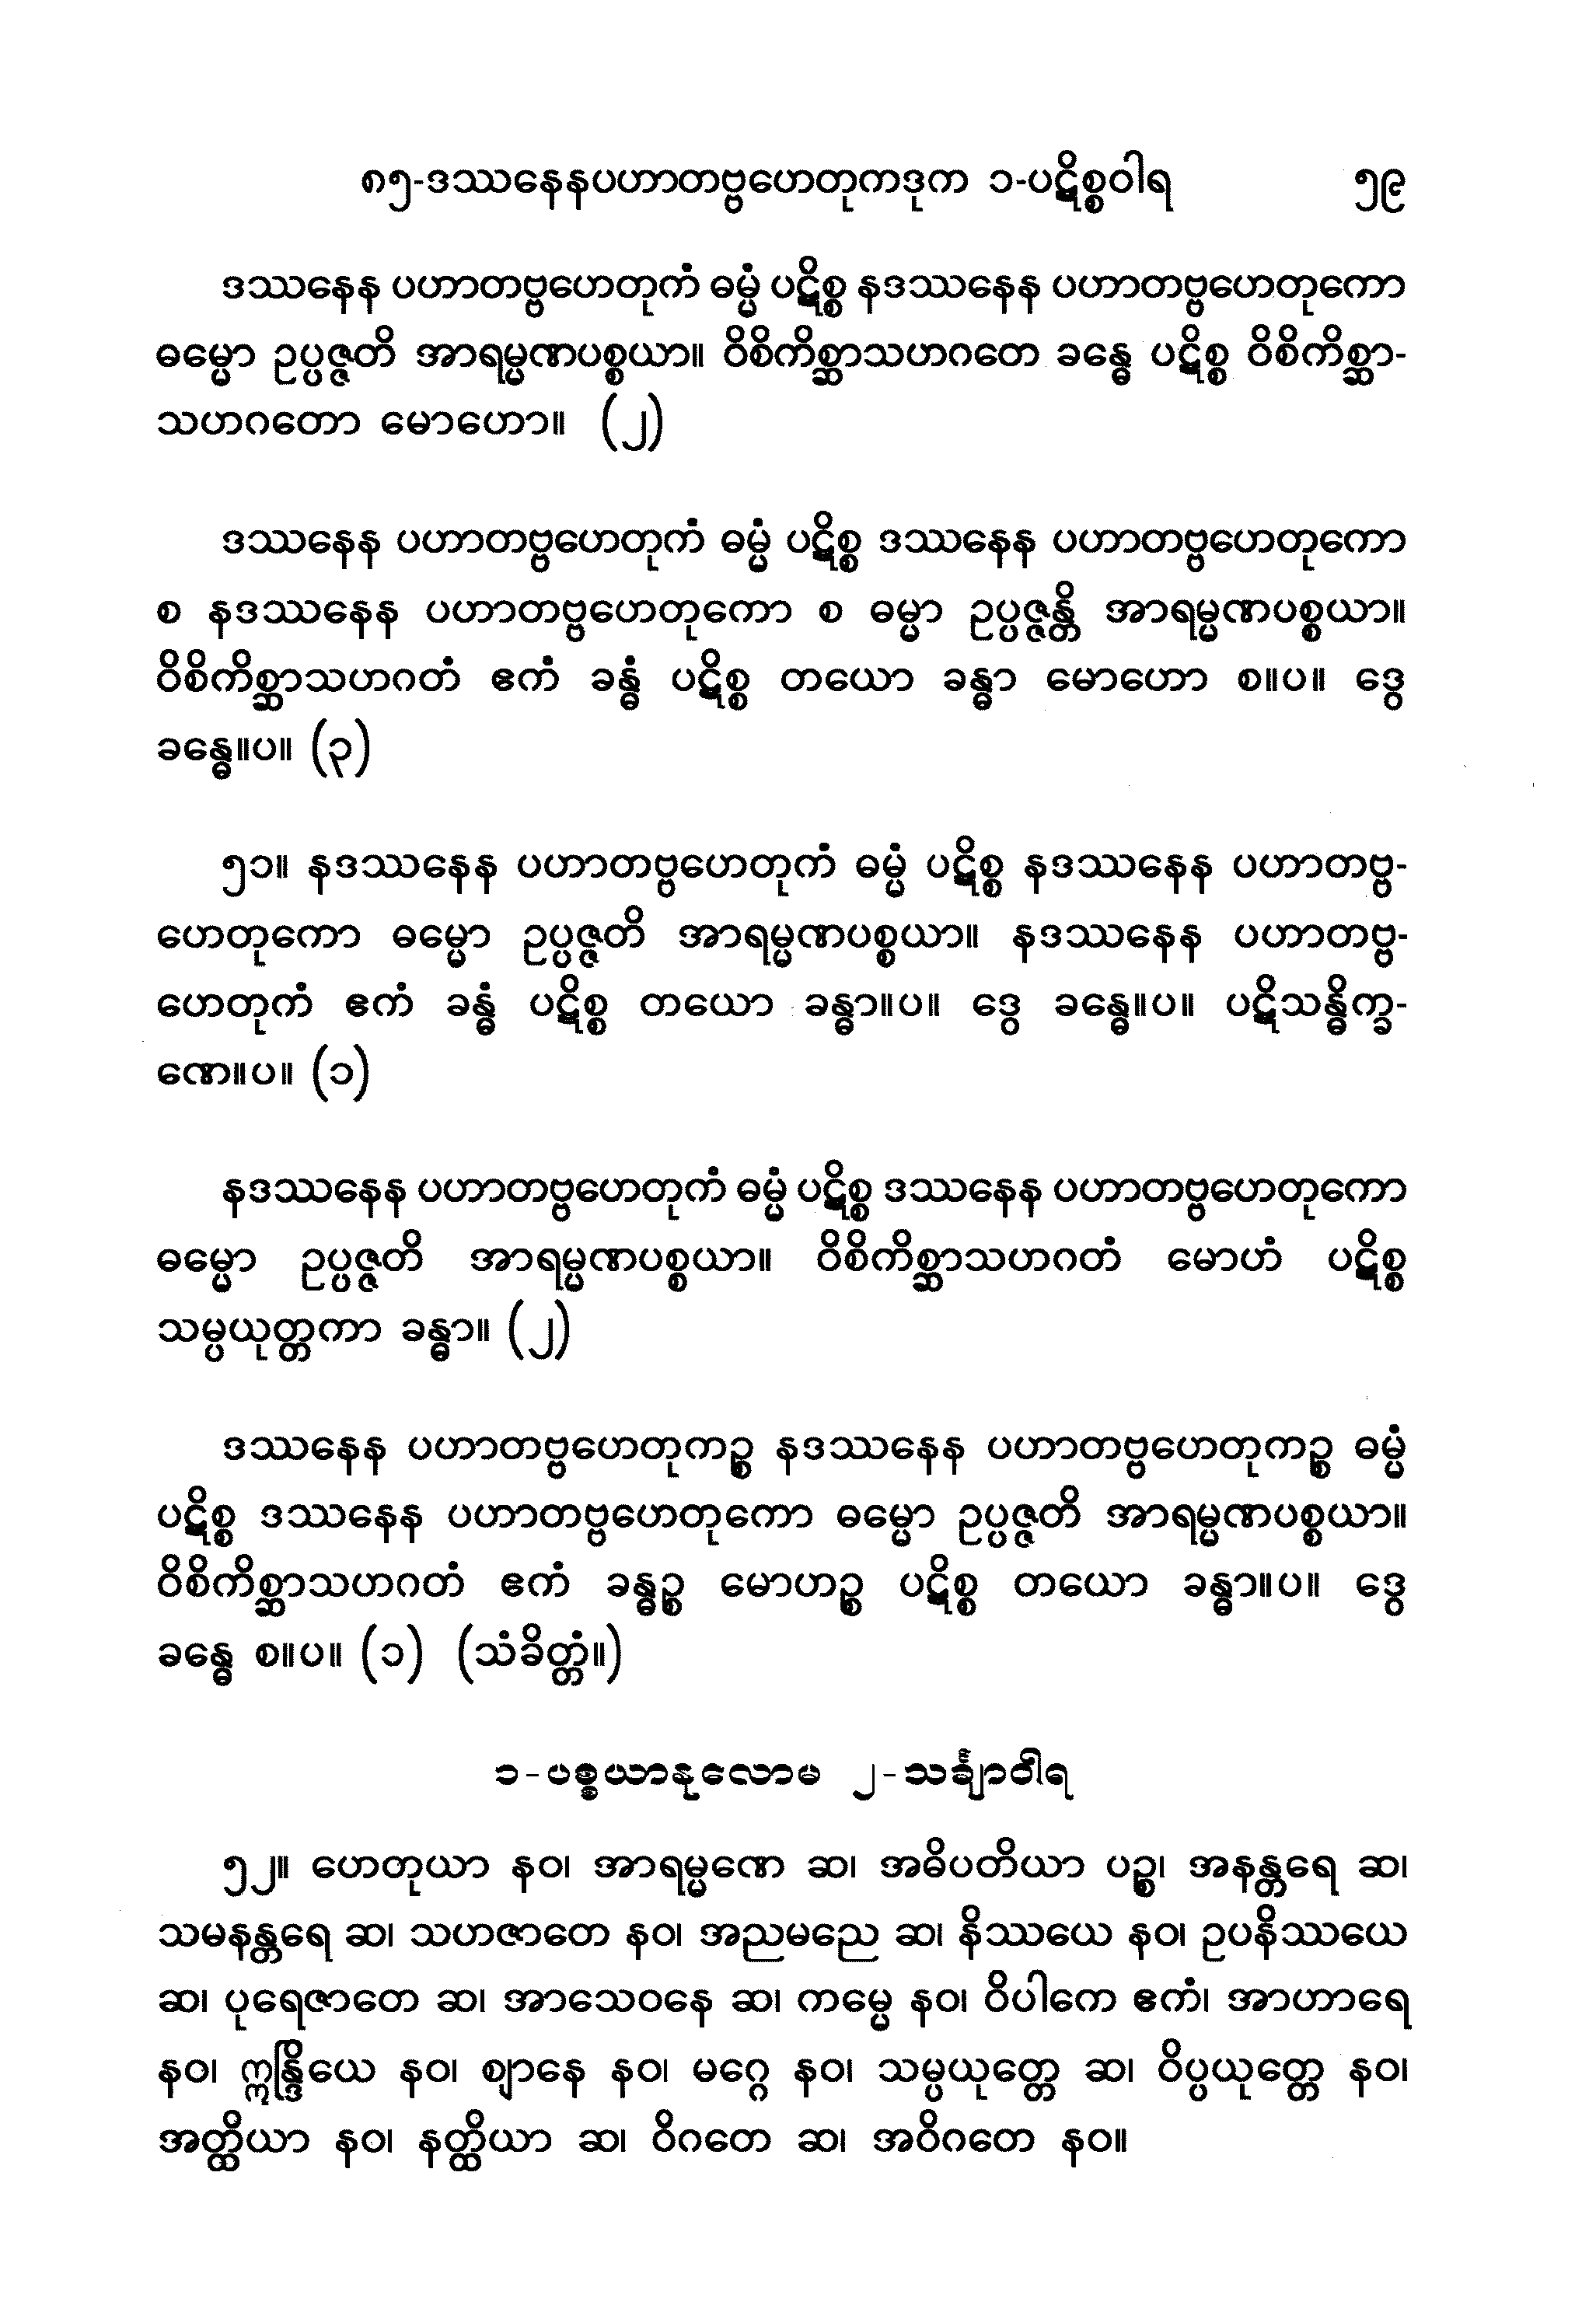 ၈၅-ဒဿနေနပဟာတဗ္ဗဟေတုကဒုက ၁-ပဋိစ္စဝါရ ၅၉
ဒဿနေန ပဟာတဗ္ဗဟေတုကံ ဓမ္မံ ပဋိစ္စ နဒဿနေန ပဟာတဗ္ဗဟေတုကော
ဓမ္မော ဥပ္ပဇ္ဇတိ အာရမ္မဏပစ္စယာ။ ဝိစိကိစ္ဆာသဟဂတေ ခန္ဓေ ပဋိစ္စ ဝိစိကိစ္ဆာ-
သဟဂတော မောဟော။ (၂)
ဒဿနေန ပဟာတဗ္ဗဟေတုကံ ဓမ္မံ ပဋိစ္စ ဒဿနေန ပဟာတဗ္ဗဟေတုကော
စ နဒဿနေန ပဟာတဗ္ဗဟေတုကော စ ဓမ္မာ ဥပ္ပဇ္ဇန္တိ အာရမ္မဏပစ္စယာ။
ဝိစိကိစ္ဆာသဟဂတံ ဧကံ ခန္ဓံ ပဋိစ္စ တယော ခန္ဓာ မောဟော စ။ပ။ ဒွေ
ခန္ဓေ။ပ။ (၃)
၅၁။ နဒဿနေန ပဟာတဗ္ဗဟေတုကံ ဓမ္မံ ပဋိစ္စ နဒဿနေန ပဟာတဗ္ဗ-
ဟေတုကော ဓမ္မော ဥပ္ပဇ္ဇတိ အာရမ္မဏပစ္စယာ။ နဒဿနေန ပဟာတဗ္ဗ-
ဟေတုကံ ဧကံ ခန္ဓံ ပဋိစ္စ တယော ခန္ဓာ။ပ။ ဒွေ ခန္ဓေ။ပ။ ပဋိသန္ဓိက္ခ-
ဏေ။ပ။ (၁)
နဒဿနေန ပဟာတဗ္ဗဟေတုကံ ဓမ္မံ ပဋိစ္စ ဒဿနေန ပဟာတဗ္ဗဟေတုကော
ဓမ္မော ဥပ္ပဇ္ဇတိ အာရမ္မဏပစ္စယာ။ ဝိစိကိစ္ဆာသဟဂတံ မောဟံ ပဋိစ္စ
သမ္ပယုတ္တကာ ခန္ဓာ။ (၂)
ဒဿနေန ပဟာတဗ္ဗဟေတုကဉ္စ နဒဿနေန ပဟာတဗ္ဗဟေတုကဉ္စ ဓမ္မံ
ပဋိစ္စ ဒဿနေန ပဟာတဗ္ဗဟေတုကော ဓမ္မော ဥပ္ပဇ္ဇတိ အာရမ္မဏပစ္စယာ။
ဝိစိကိစ္ဆာသဟဂတံ ဧကံ ခန္ဓဉ္စ မောဟဉ္စ ပဋိစ္စ တယော ခန္ဓာ။ပ။ ဒွေ
ခန္ဓေ စ။ပ။ (၁) (သံခိတ္တံ။)
၁-ပစ္စယာနုလောမ ၂-သင်္ချာဝါရ
၅၂။ ဟေတုယာ နဝ၊ အာရမ္မဏေ ဆ၊ အဓိပတိယာ ပဉ္စ၊ အနန္တရေ ဆ၊
သမနန္တရေ ဆ၊ သဟဇာတေ နဝ၊ အညမညေ ဆ၊ နိဿယေ နဝ၊ ဥပနိဿယေ
ဆ၊ ပုရေဇာတေ ဆ၊ အာသေဝနေ ဆ၊ ကမ္မေ နဝ၊ ဝိပါကေ ဧကံ၊ အာဟာရေ
နဝ၊ ဣန္ဒြိယေ နဝ၊ ဈာနေ နဝ၊ မဂ္ဂေ နဝ၊ သမ္ပယုတ္တေ ဆ၊ ဝိပ္ပယုတ္တေ နဝ၊
အတ္ထိယာ နဝ၊ နတ္ထိယာ ဆ၊ ဝိဂတေ ဆ၊ အဝိဂတေ နဝ။